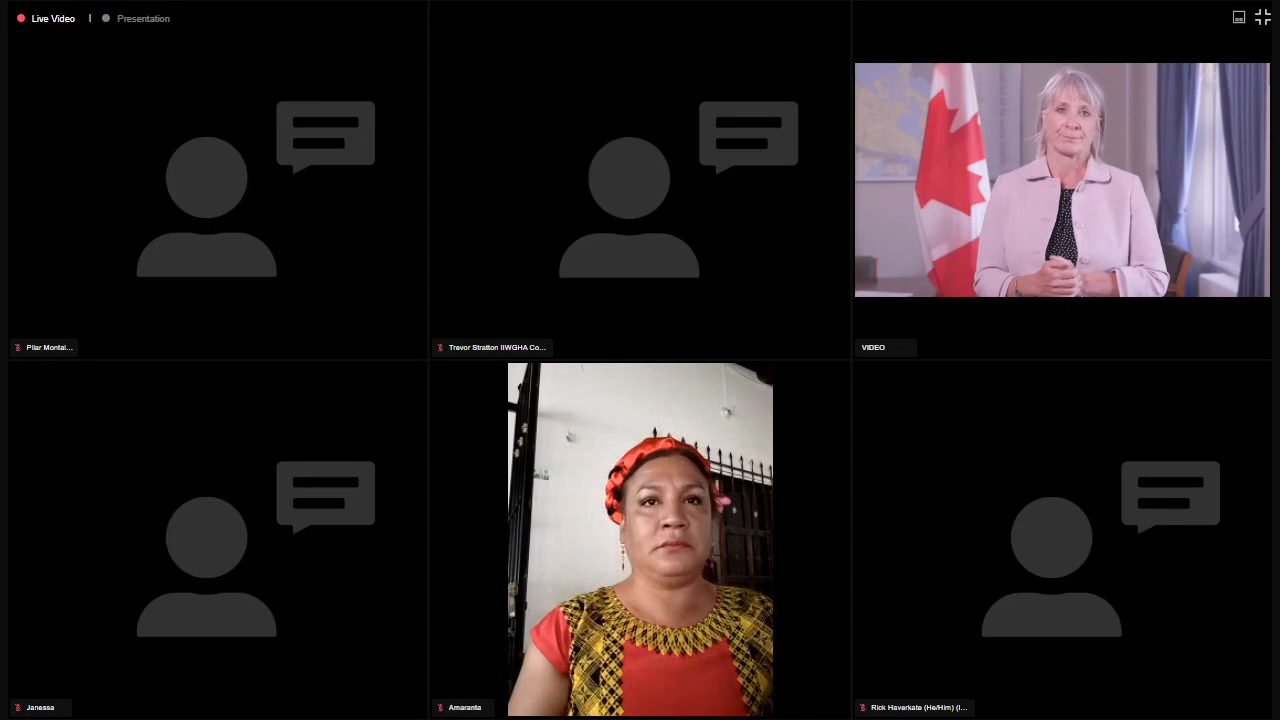 Live Video | Presentation
Pilar Montal...
Trevor Stratton IIWGHA Co...
VIDEO
Janessa
Amaranta
Rick Haverkate (He/Him) (I...